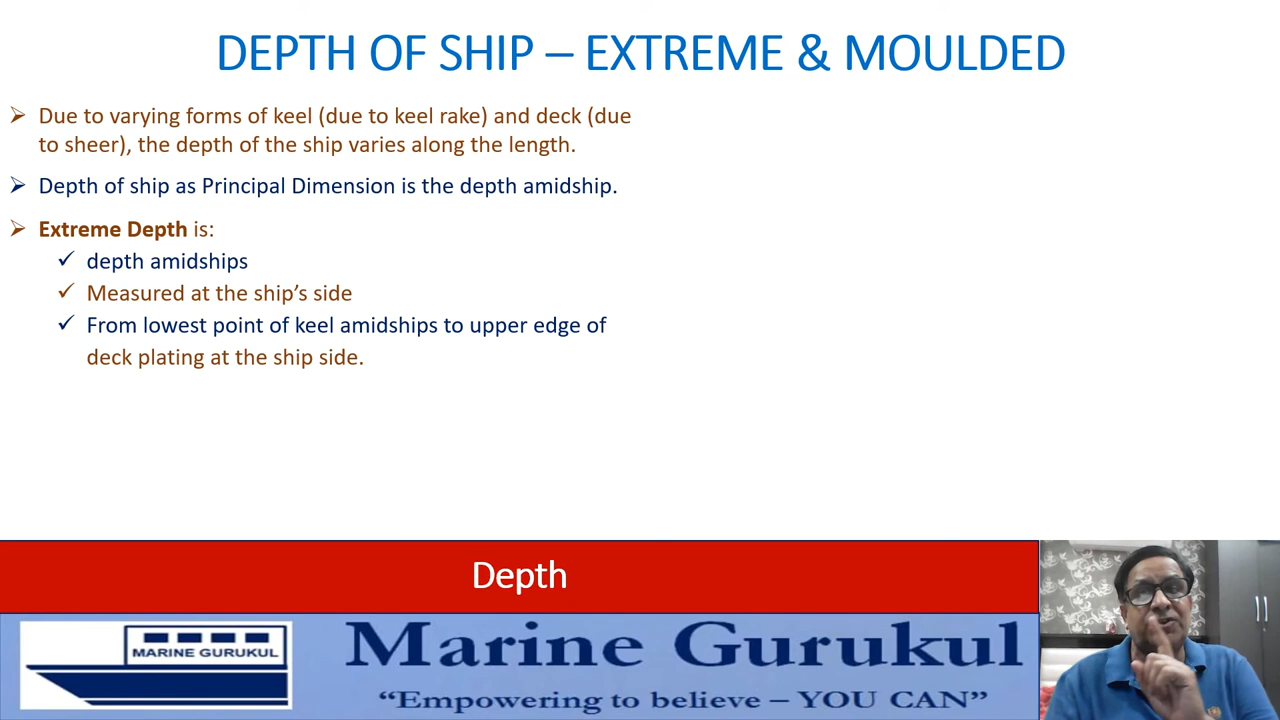 DEPTH OF SHIP – EXTREME & MOULDED
➢ Due to varying forms of keel (due to keel rake) and deck (due
to sheer), the depth of the ship varies along the length.
➢ Depth of ship as Principal Dimension is the depth amidship.
➢ Extreme Depth is:
✓ depth amidships
✓ Measured at the ship’s side
✓ From lowest point of keel amidships to upper edge of
deck plating at the ship side.
Depth
MARINE GURUKUL
Marine Gurukul
“Empowering to believe – YOU CAN”